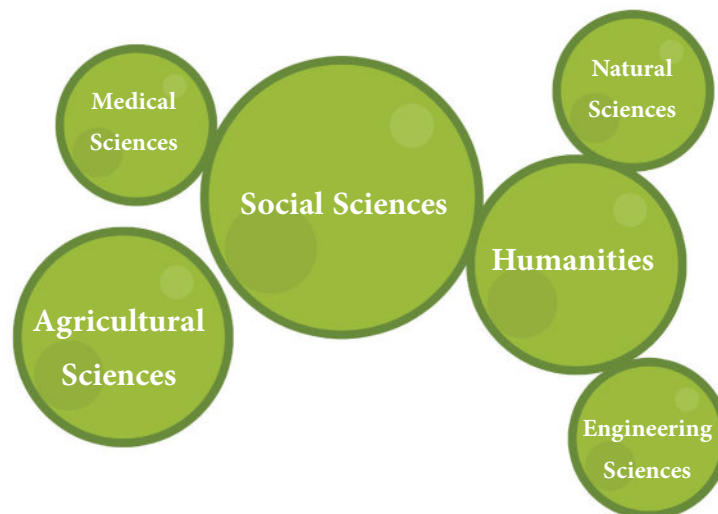 Medical
Sciences
Natural
Sciences
Social Sciences
Humanities
Agricultural
Sciences
Engineering
Sciences